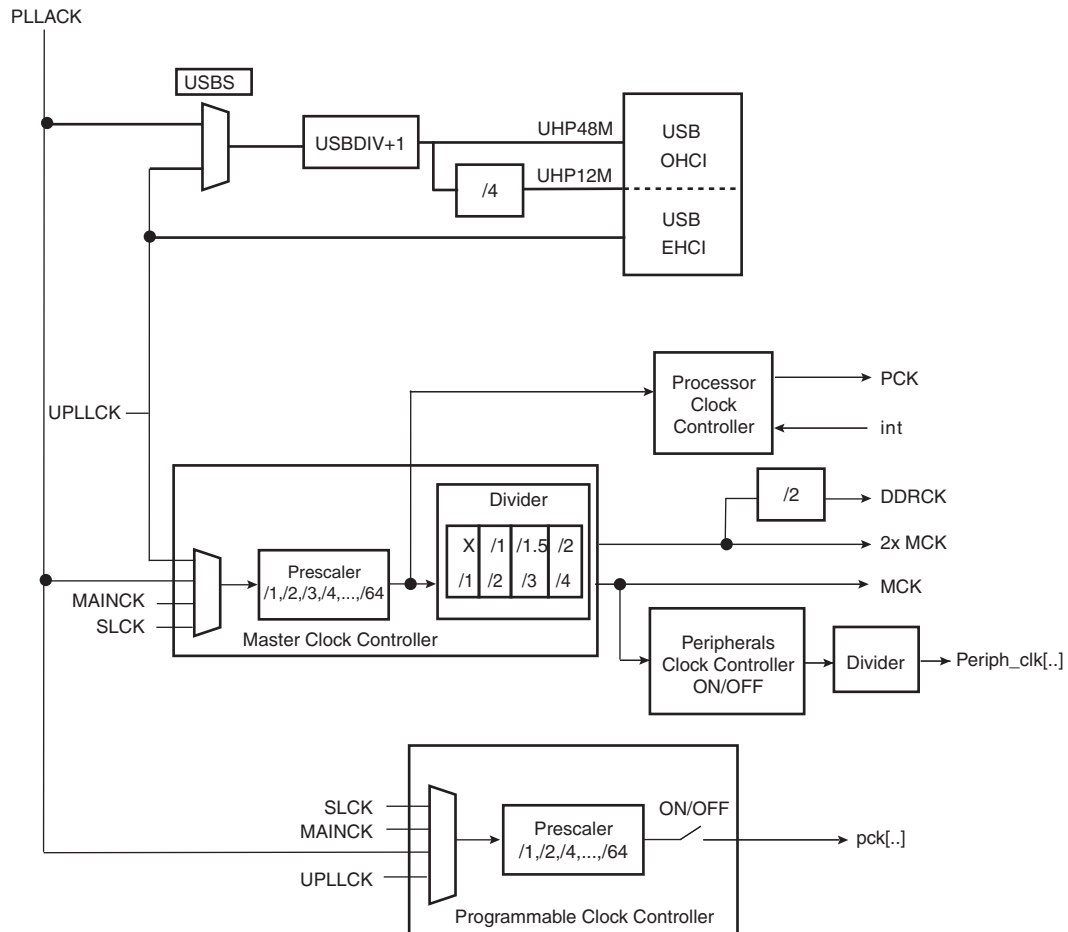 PLLACK
USBS
USBDIV+1
UHP48M
USB
OHCI
/4
UHP12M
USB
EHCI
UPLLCK
Processor
Clock
Controller
PCK
int
/2
DDRCK
Divider
X /1 /1.5 /2
/1 /2 /3 /4
2x MCK
MCK
Prescaler
/1,/2,/3,/4,...,/64
MAINCK
SLCK
Master Clock Controller
Peripherals
Clock Controller
ON/OFF
Divider
Periph_clk[..]
SLCK
MAINCK
UPLLCK
Prescaler
/1,/2,/4,...,/64
ON/OFF
pck[..]
Programmable Clock Controller